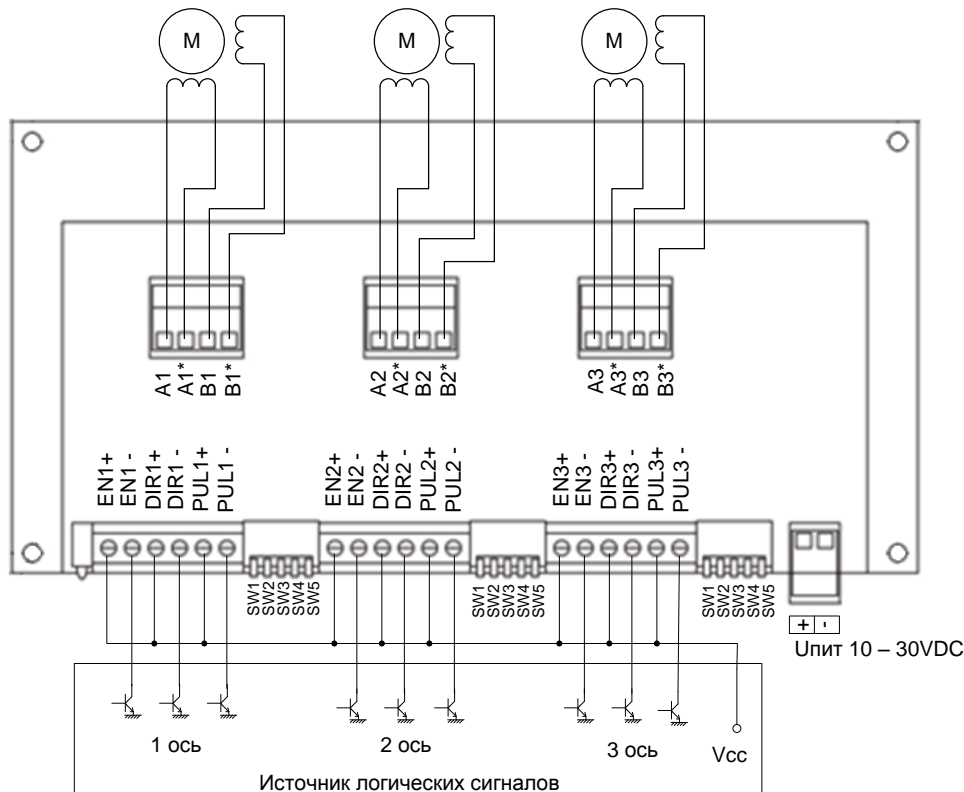 M M M
A1 A1* B1 B1* A2 A2* B2 B2* A3 A3* B3 B3*
EN1+ EN1 - DIR1+ DIR1 - PUL1+ PUL1 - EN2+ EN2 - DIR2+ DIR2 - PUL2+ PUL2 - EN3+ EN3 - DIR3+ DIR3 - PUL3+ PUL3 -
SW1 SW2 SW3 SW4 SW5 SW1 SW2 SW3 SW4 SW5 SW1 SW2 SW3 SW4 SW5
+ -
Uпит 10 – 30VDC
1 ось 2 ось 3 ось Vcc
Источник логических сигналов